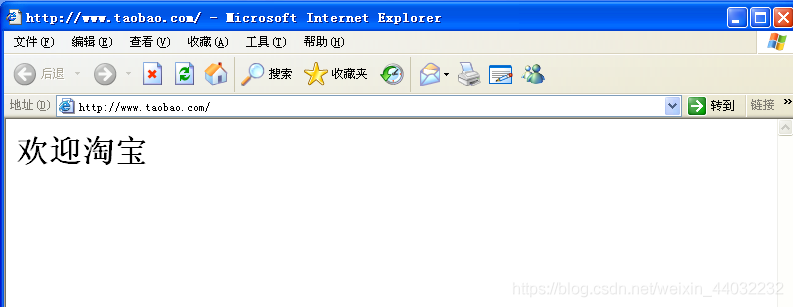 http://www.taobao.com/ - Microsoft Internet Explorer
文件(F) 编辑(E) 查看(V) 收藏(A) 工具(T) 帮助(H)
后退 搜索 收藏夹
地址(D) http://www.taobao.com/ 转到 链接 »
欢迎淘宝
https://blog.csdn.net/weixin_44032232